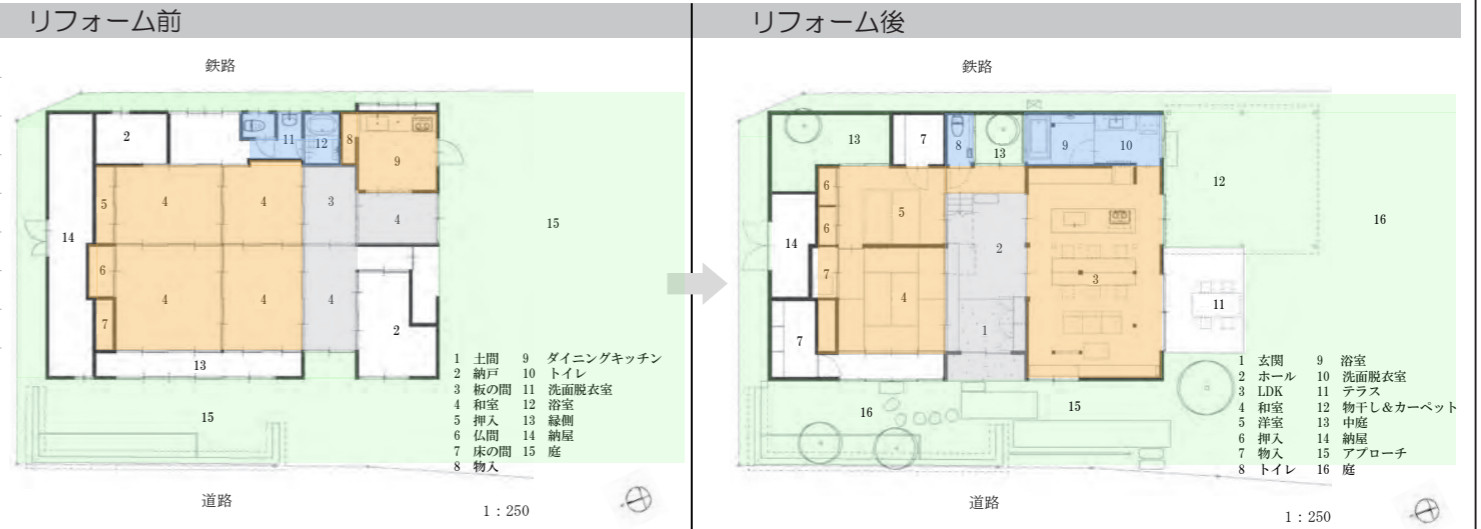 リフォーム前
鉄路
2
11
12
8
9
5
4
4
3
4
14
15
6
4
4
4
7
2
13
15
1 土間 9 ダイニングキッチン
2 納戸 10 トイレ
3 板の間 11 洗面脱衣室
4 和室 12 浴室
5 押入 13 縁側
6 仏間 14 納屋
7 床の間 15 庭
8 物入
道路
1：250
リフォーム後
鉄路
13
7
8
13
9
10
12
6
5
6
2
16
14
7
4
3
11
7
1
16
15
1 玄関 9 浴室
2 ホール 10 洗面脱衣室
3 LDK 11 テラス
4 和室 12 物干し&カーペット
5 洋室 13 中庭
6 押入 14 納屋
7 物入 15 アプローチ
8 トイレ 16 庭
道路
1：250